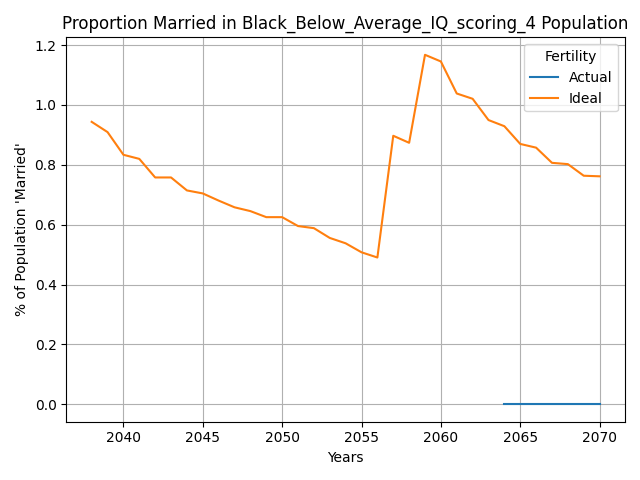 Proportion Married in Black_Below_Average_IQ_scoring_4 Population
% of Population 'Married'
1.2
1.0
0.8
0.6
0.4
0.2
0.0
Fertility
Actual
Ideal
2040 2045 2050 2055 2060 2065 2070
Years